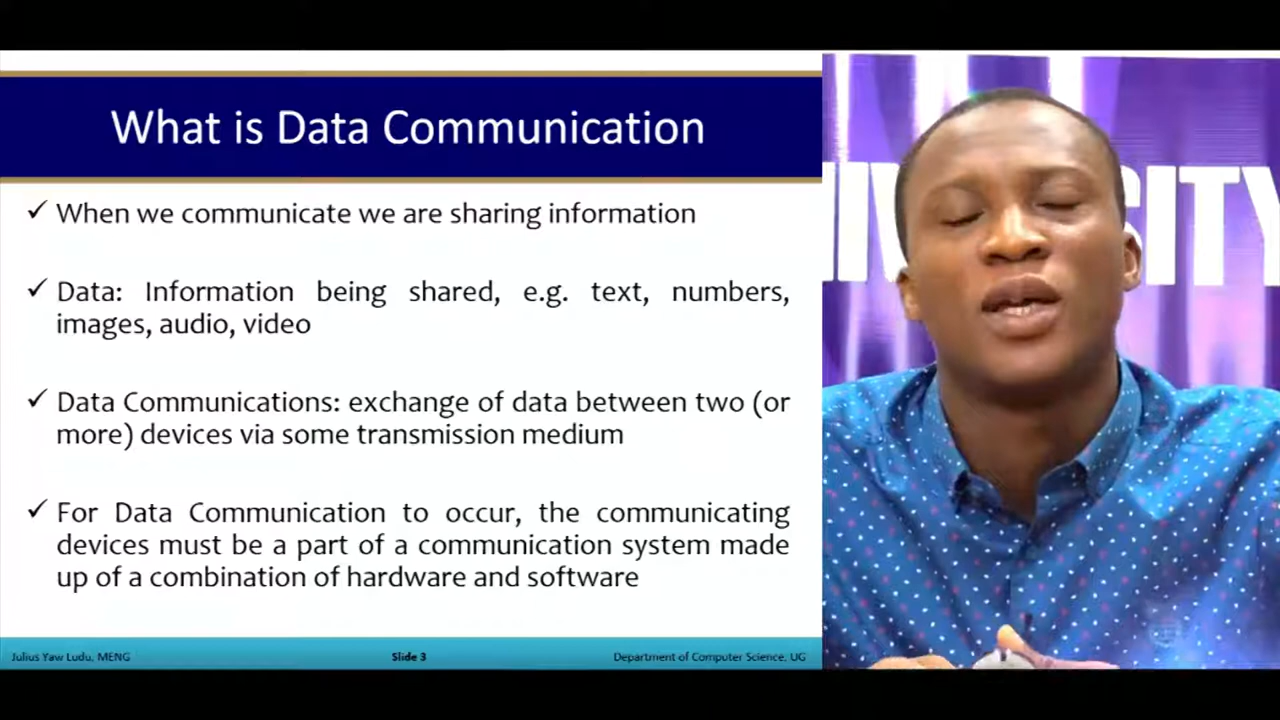 What is Data Communication
✓ When we communicate we are sharing information
✓ Data: Information being shared, e.g. text, numbers,
images, audio, video
✓ Data Communications: exchange of data between two (or
more) devices via some transmission medium
✓ For Data Communication to occur, the communicating
devices must be a part of a communication system made
up of a combination of hardware and software
Julius Yaw Ludu, MENG
Slide 3
Department of Computer Science, UG